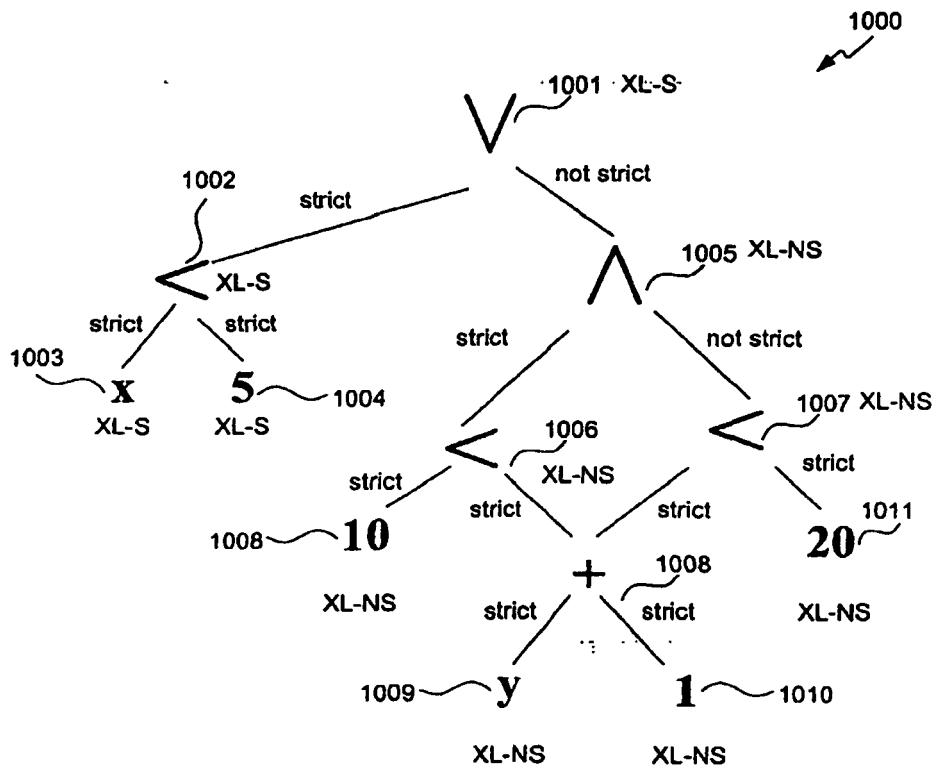 1000
1001 XL-S
∨
1002
strict
not strict
< XL-S
1005 XL-NS
∧
strict
strict
1003
x
XL-S
5
1004
XL-S
strict
not strict
1006
<
XL-NS
1007 XL-NS
<
strict
strict
strict
strict
1008
10
XL-NS
20
1011
XL-NS
+
1008
strict
strict
1009
y
XL-NS
1
1010
XL-NS